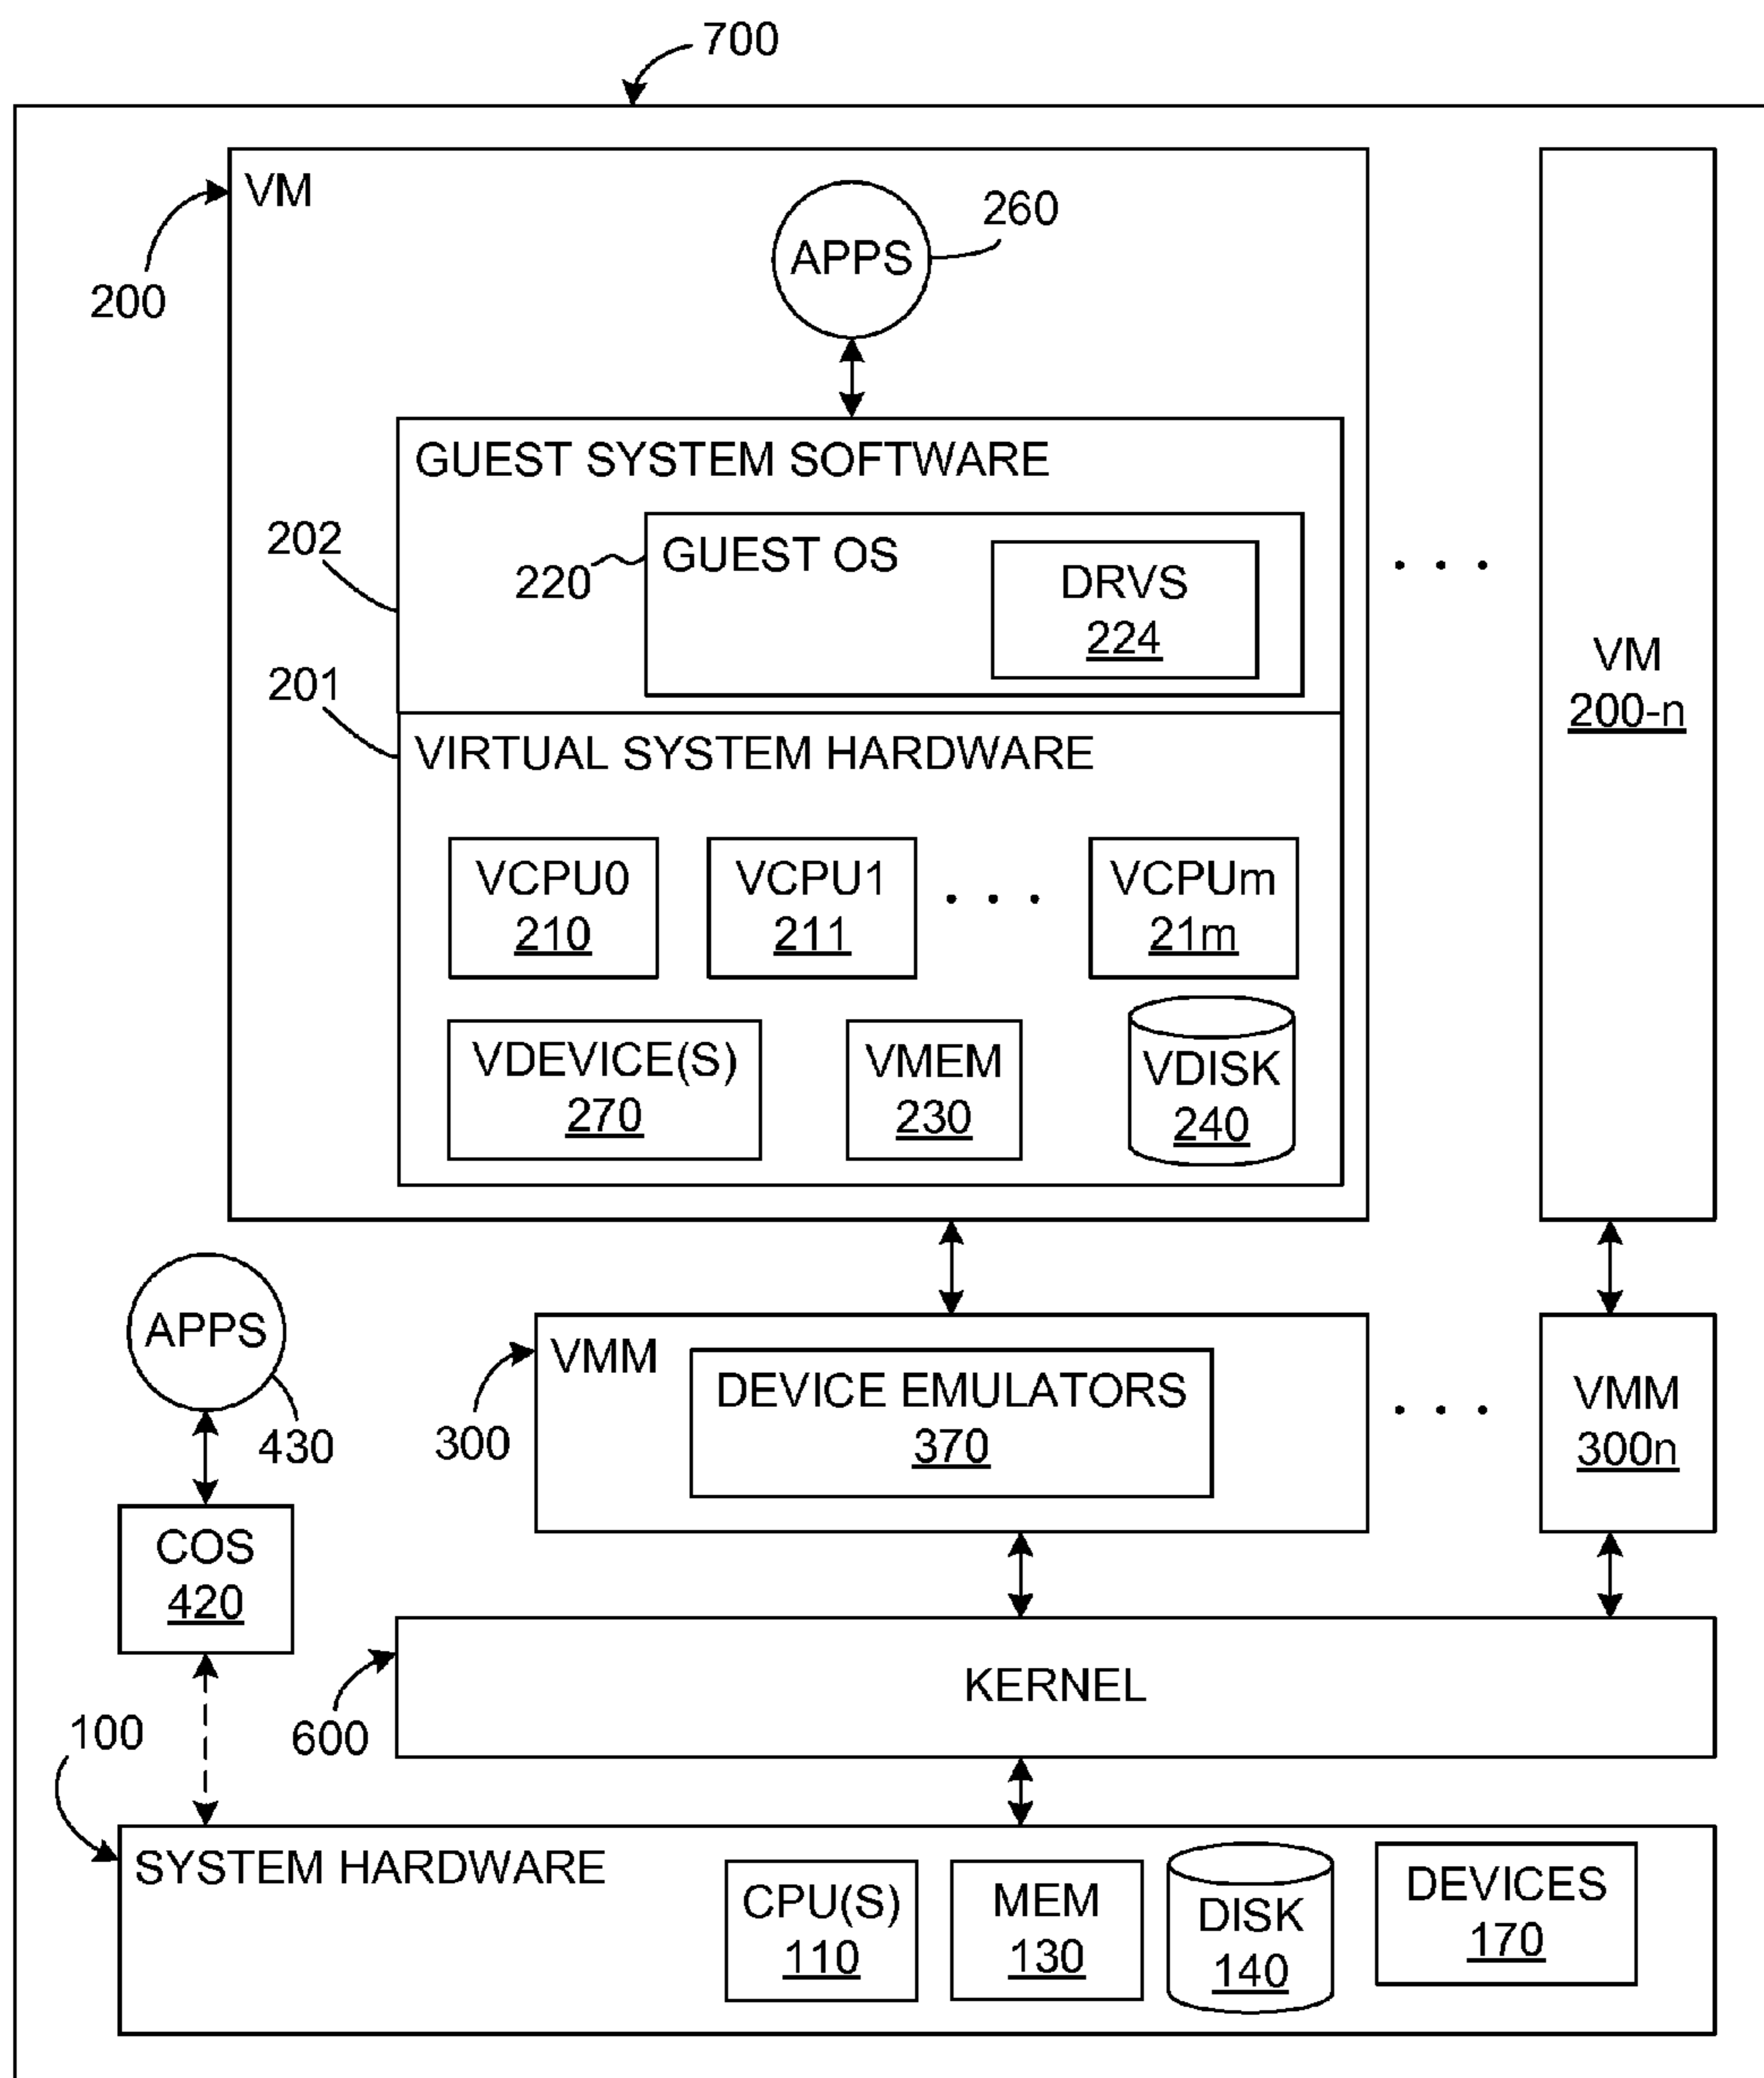 700
VM
200
APPS
260
GUEST SYSTEM SOFTWARE
202
220
GUEST OS
DRVS
224
201
VIRTUAL SYSTEM HARDWARE
VCPU0
210
VCPU1
211
. . .
VCPUm
21m
VDEVICE(S)
270
VMEM
230
VDISK
240
. . .
VM
200-n
APPS
430
COS
420
300
VMM
DEVICE EMULATORS
370
. . .
VMM
300n
600
KERNEL
100
SYSTEM HARDWARE
CPU(S)
110
MEM
130
DISK
140
DEVICES
170